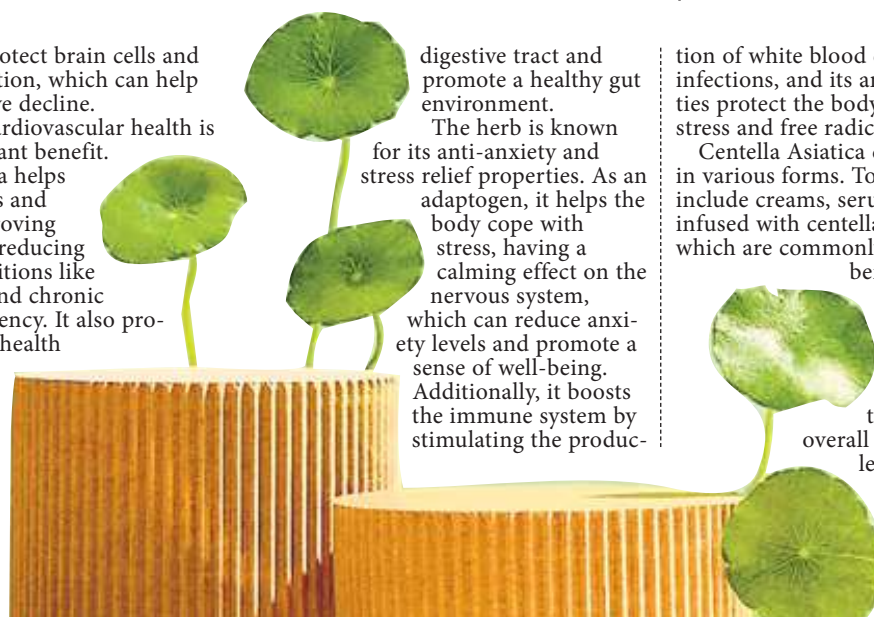 otect brain cells and
tion, which can help
ve decline.
ardiovascular health is
ant benefit.
a helps
s and
oving
reducing
itions like
nd chronic
ency. It also pro-
health
digestive tract and
promote a healthy gut
environment.
The herb is known
for its anti-anxiety and
stress relief properties. As an
adaptogen, it helps the
body cope with
stress, having a
calming effect on the
nervous system,
which can reduce anxi-
ety levels and promote a
sense of well-being.
Additionally, it boosts
the immune system by
stimulating the produc-
tion of white blood
infections, and its an
ties protect the body
stress and free radic
Centella Asiatica
in various forms. To
include creams, seru
infused with centella
which are commonly
be
t
overall
le